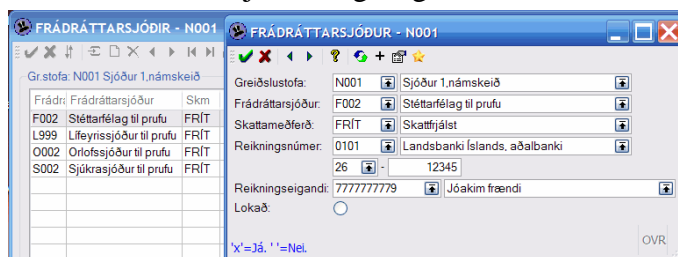 FRÁDRÁTTARSJÓÐIR - N001
Gr.stofa: N001 Sjóður 1,námskeið
Frádrá Frádráttarsjóður Skm
F002 Stéttarfélag til prufu FRÍT
L999 Lífeyrissjóður til prufu FRÍT
O002 Orlofssjóður til prufu FRÍT
S002 Sjúkrasjóður til prufu FRÍT
FRÁDRÁTTARSJÓÐUR - N001
Greiðslustofa: N001 Sjóður 1,námskeið
Frádráttarsjóður: F002 Stéttarfélag til prufu
Skattameðferð: FRÍT Skattfrjálst
Reikningsnúmer: 0101 Landsbanki Íslands, aðalbanki
26 - 12345
Reikningseigandi: 7777777779 Jóakim frændi
Lokað:
'x'=Já. ' '=Nei.
OVR